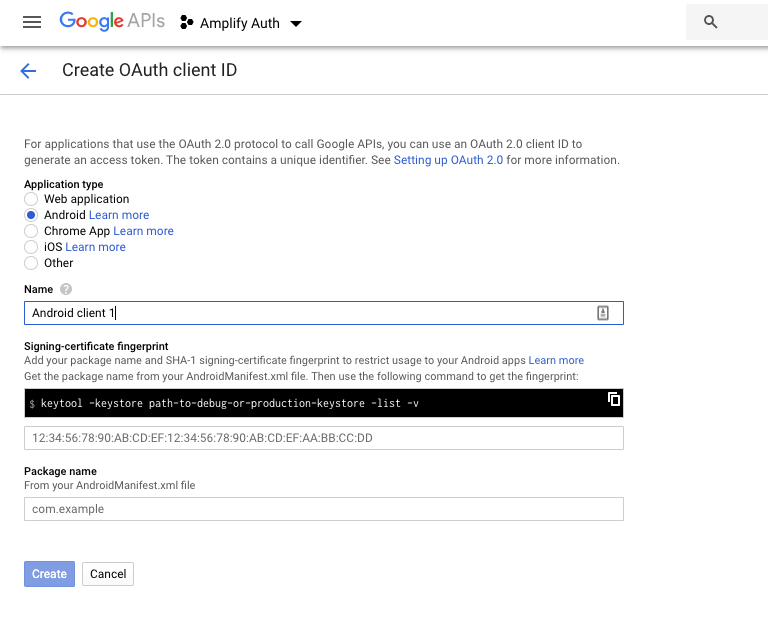 Google APIs Amplify Auth
Create OAuth client ID
For applications that use the OAuth 2.0 protocol to call Google APIs, you can use an OAuth 2.0 client ID to
generate an access token. The token contains a unique identifier. See Setting up OAuth 2.0 for more information.
Application type
Web application
Android Learn more
Chrome App Learn more
iOS Learn more
Other
Name ?
Android client 1
Signing-certificate fingerprint
Add your package name and SHA-1 signing-certificate fingerprint to restrict usage to your Android apps Learn more
Get the package name from your AndroidManifest.xml file. Then use the following command to get the fingerprint:
$ keytool -keystore path-to-debug-or-production-keystore -list -v
12:34:56:78:90:AB:CD:EF:12:34:56:78:90:AB:CD:EF:AA:BB:CC:DD
Package name
From your AndroidManifest.xml file
com.example
Create Cancel